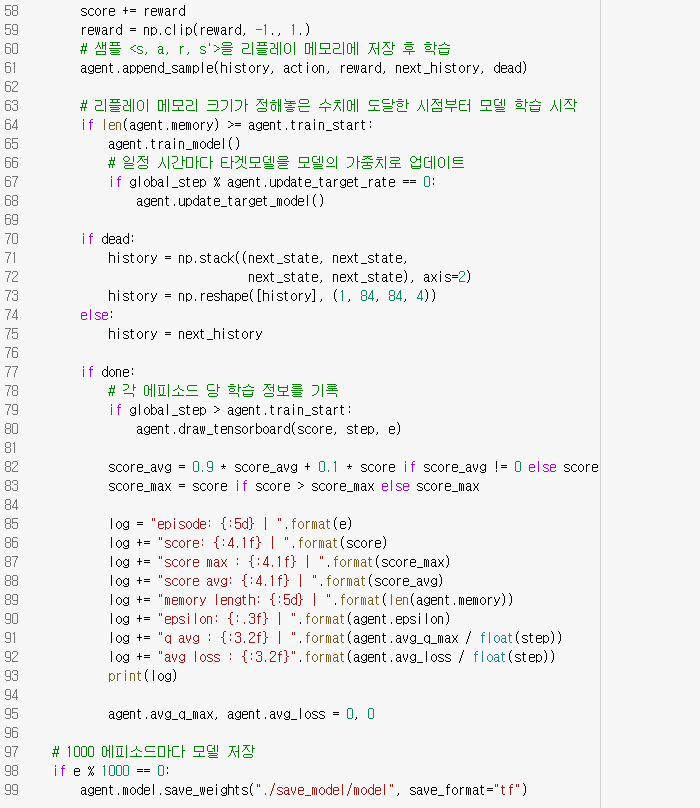 58 score += reward
59 reward = np.clip(reward, -1., 1.)
60 # 샘플 <s, a, r, s'>을 리플레이 메모리에 저장 후 학습
61 agent.append_sample(history, action, reward, next_history, dead)
62
63 # 리플레이 메모리 크기가 정해놓은 수치에 도달한 시점부터 모델 학습 시작
64 if len(agent.memory) >= agent.train_start:
65 agent.train_model()
66 # 일정 시간마다 타겟모델을 모델의 가중치로 업데이트
67 if global_step % agent.update_target_rate == 0:
68 agent.update_target_model()
69
70 if dead:
71 history = np.stack((next_state, next_state,
72 next_state, next_state), axis=2)
73 history = np.reshape([history], (1, 84, 84, 4))
74 else:
75 history = next_history
76
77 if done:
78 # 각 에피소드 당 학습 정보를 기록
79 if global_step > agent.train_start:
80 agent.draw_tensorboard(score, step, e)
81
82 score_avg = 0.9 * score_avg + 0.1 * score if score_avg != 0 else score
83 score_max = score if score > score_max else score_max
84
85 log = "episode: {:5d} | ".format(e)
86 log += "score: {:4.1f} | ".format(score)
87 log += "score max : {:4.1f} | ".format(score_max)
88 log += "score avg: {:4.1f} | ".format(score_avg)
89 log += "memory length: {:5d} | ".format(len(agent.memory))
90 log += "epsilon: {:.3f} | ".format(agent.epsilon)
91 log += "q avg : {:3.2f} | ".format(agent.avg_q_max / float(step))
92 log += "avg loss : {:3.2f}".format(agent.avg_loss / float(step))
93 print(log)
94
95 agent.avg_q_max, agent.avg_loss = 0, 0
96
97 # 1000 에피소드마다 모델 저장
98 if e % 1000 == 0:
99 agent.model.save_weights("./save_model/model", save_format="tf")